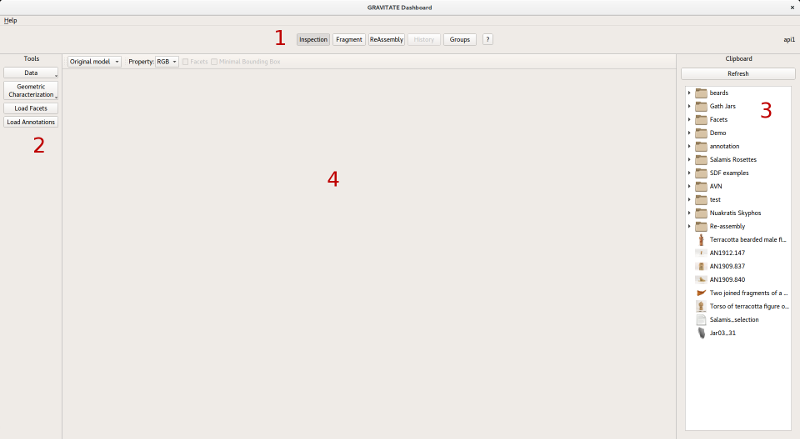 GRAVITATE Dashboard
Help
1
Inspection Fragment ReAssembly History Groups ?
api1
Tools
Data
Geometric
Characterization
Load Facets
Load Annotations
2
Original model Property: RGB Facets Minimal Bounding Box
4
Clipboard
Refresh
3
beards
Gath Jars
Facets
Demo
annotation
Salamis Rosettes
SDF examples
AVN
test
Nuakratis Skyphos
Re-assembly
Terracotta bearded male fi...
AN1912.147
AN1909.837
AN1909.840
Two joined fragments of a ...
Torso of terracotta figure o...
Salamis...selection
Jar03_31